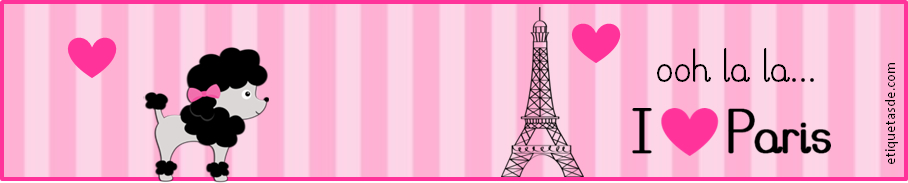 ooh la la...
I ♥ Paris
etiquetasde.com